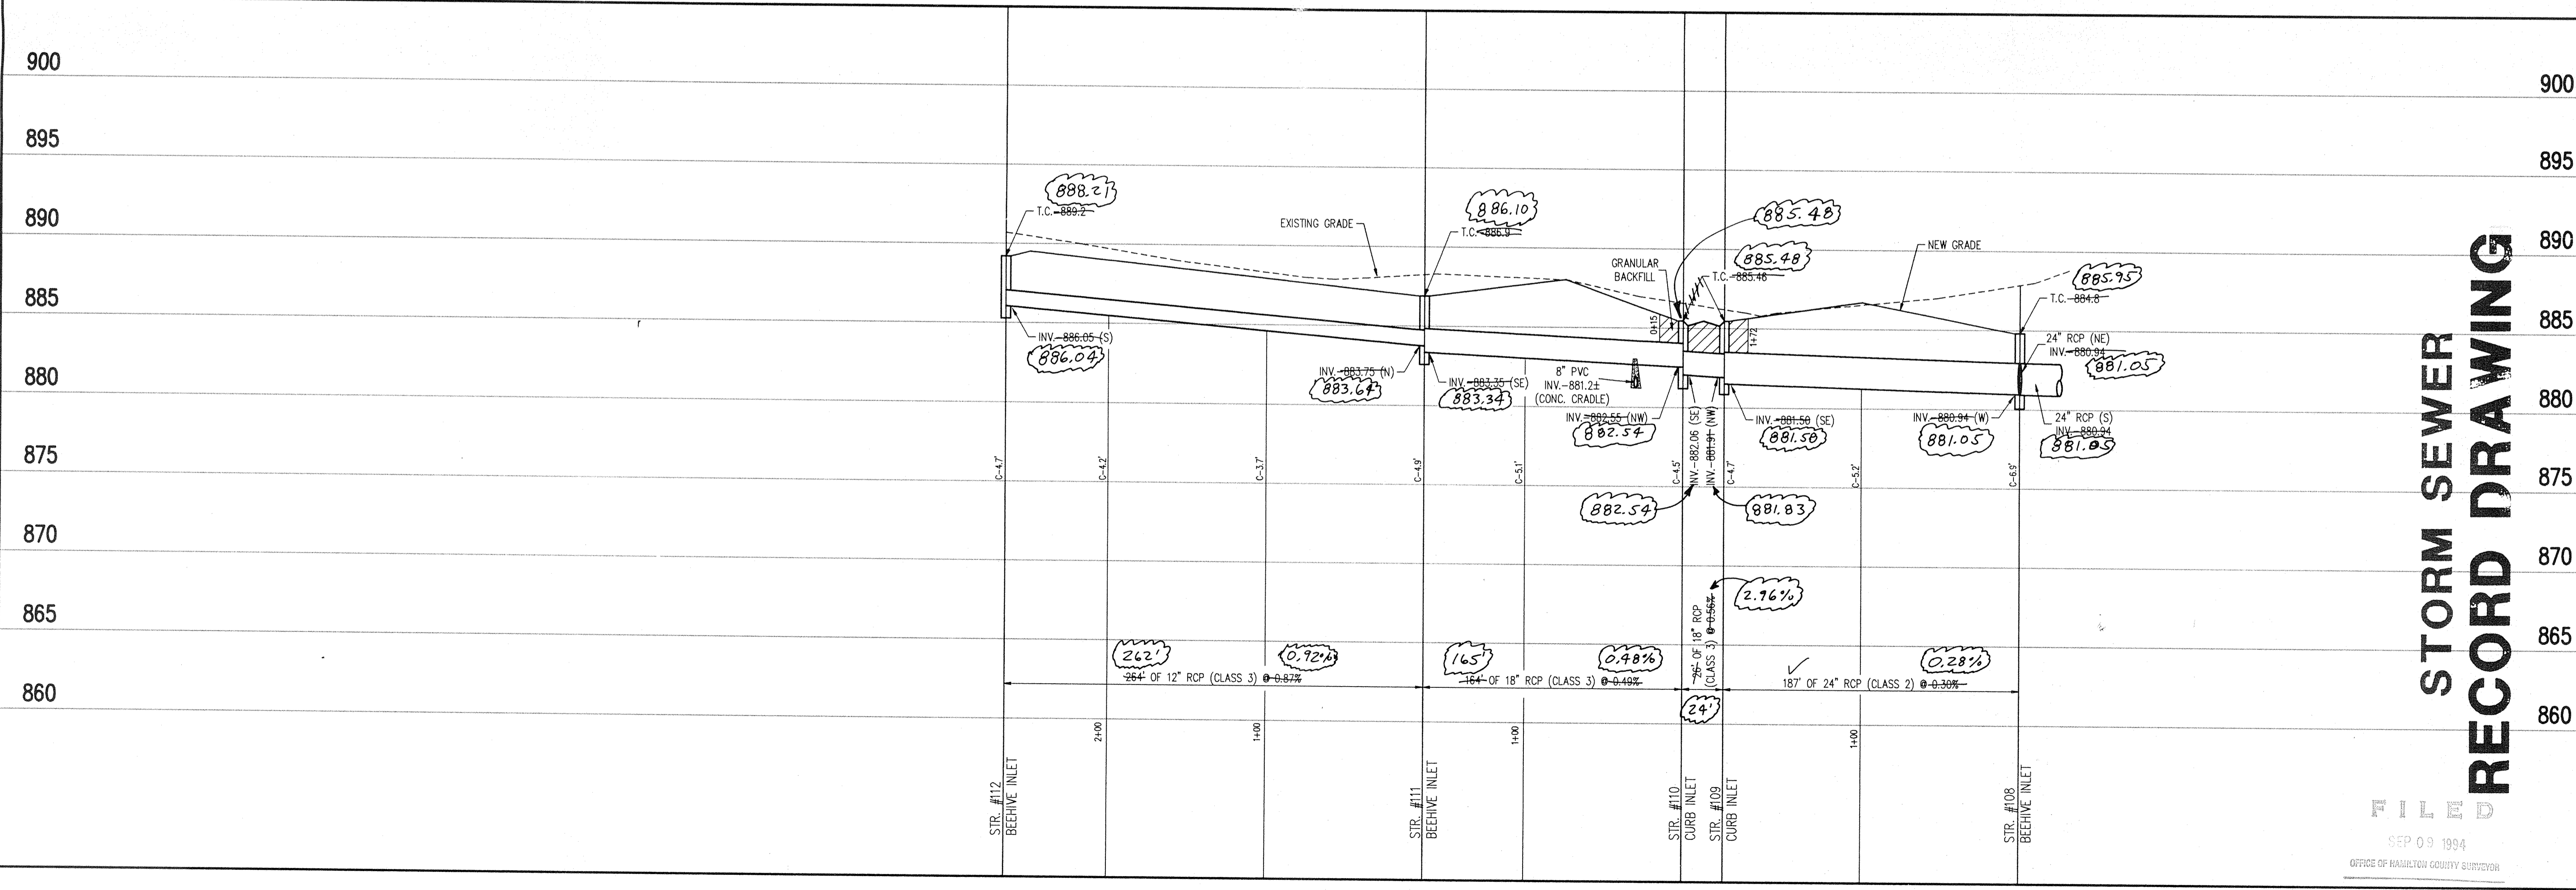 900
895
890
885
880
875
870
865
860
900
895
890
885
880
875
870
865
860
888.21
T.C. 889.2
INV. 886.05 (S)
886.04
EXISTING GRADE
886.10
T.C. 886.9
INV. 883.75 (N)
883.64
INV. 883.35 (SE)
883.34
8" PVC
INV.-881.2±
(CONC. CRADLE)
GRANULAR
BACKFILL
0+15
885.48
885.48
T.C. 885.46
1+72
NEW GRADE
885.95
T.C. 884.8
24" RCP (NE)
INV. 880.94
881.05
INV. 882.55 (NW)
882.54
INV.-882.06 (SE)
INV.-881.91 (NW)
882.54
881.83
INV. 881.50 (SE)
881.58
INV. 880.94 (W)
881.05
24" RCP (S)
INV. 880.94
881.05
C-4.7'
C-4.2'
C-3.7'
C-4.9'
C-5.1'
C-4.5'
C-4.7'
C-5.2'
C-6.9'
262'
0.92%
264' OF 12" RCP (CLASS 3) @ 0.87%
165'
0.48%
164' OF 18" RCP (CLASS 3) @ 0.49%
2.96%
26' OF 18" RCP
(CLASS 3) @ 0.56%
24'
0.28%
187' OF 24" RCP (CLASS 2) @ 0.30%
2+00
1+00
1+00
1+00
STR. #112
BEEHIVE INLET
STR. #111
BEEHIVE INLET
STR. #110
CURB INLET
STR. #109
CURB INLET
STR. #108
BEEHIVE INLET
STORM SEWER
RECORD DRAWING
FILED
SEP 09 1994
OFFICE OF HAMILTON COUNTY SURVEYOR